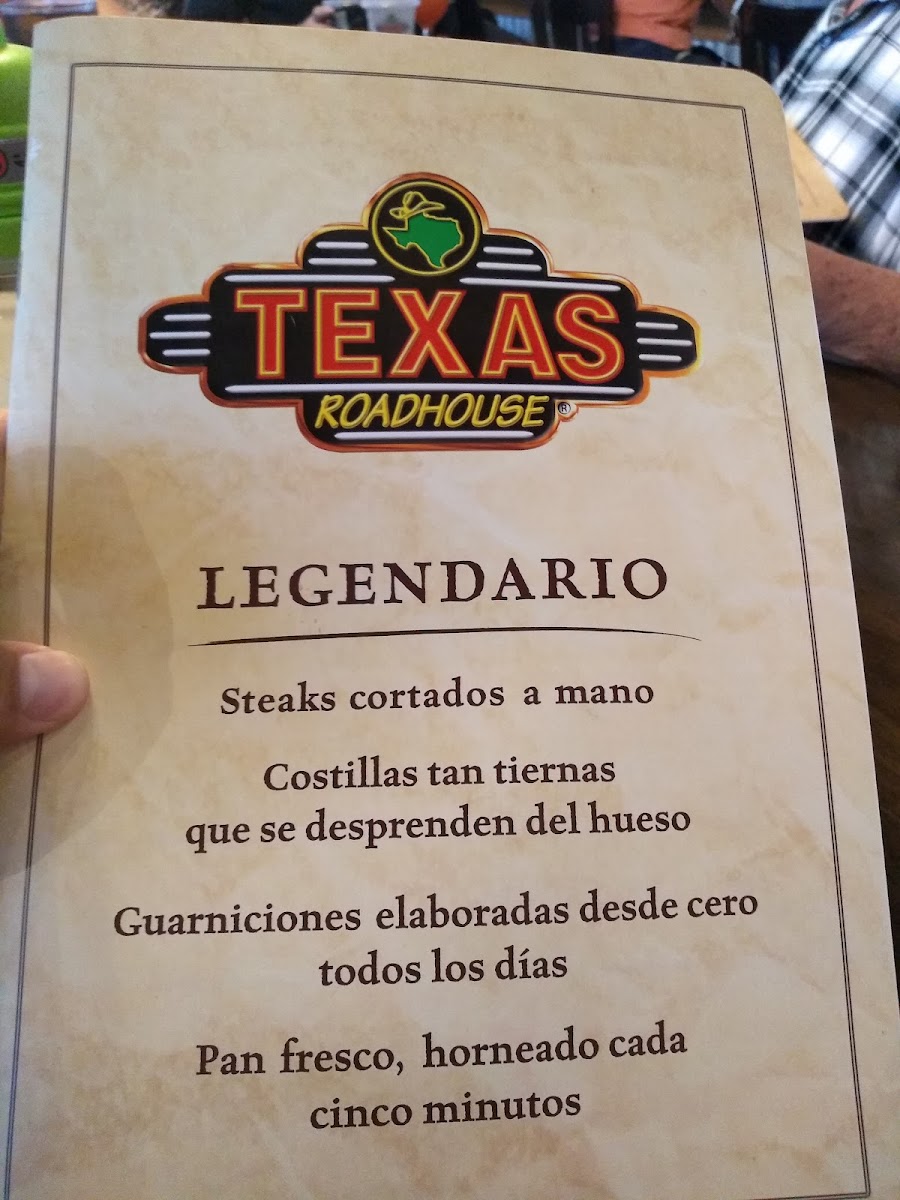 TEXAS
ROADHOUSE®
LEGENDARIO
Steaks cortados a mano
Costillas tan tiernas
que se desprenden del hueso
Guarniciones elaboradas desde cero
todos los días
Pan fresco, horneado cada
cinco minutos